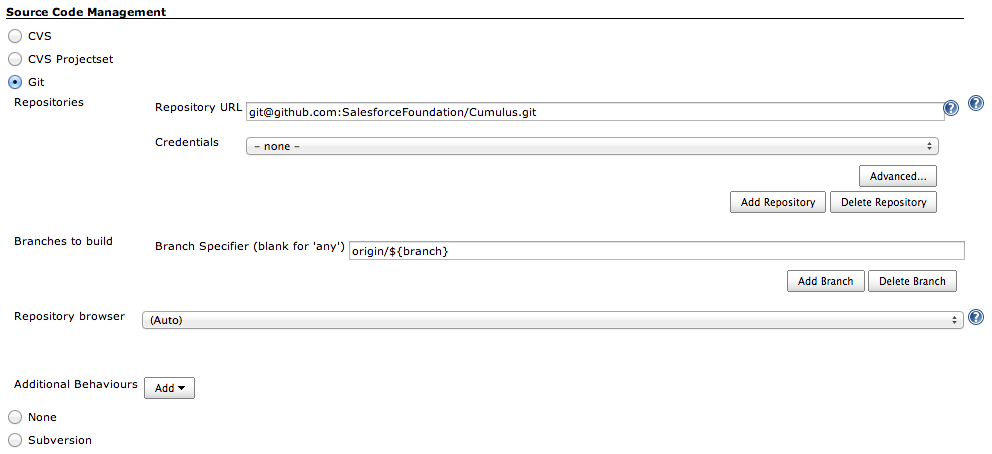 Source Code Management
CVS
CVS Projectset
Git
Repositories
Repository URL git@github.com:SalesforceFoundation/Cumulus.git ? ?
Credentials – none –
Advanced...
Add Repository Delete Repository
Branches to build Branch Specifier (blank for 'any') origin/${branch}
Add Branch Delete Branch
Repository browser (Auto) ?
Additional Behaviours Add
None
Subversion